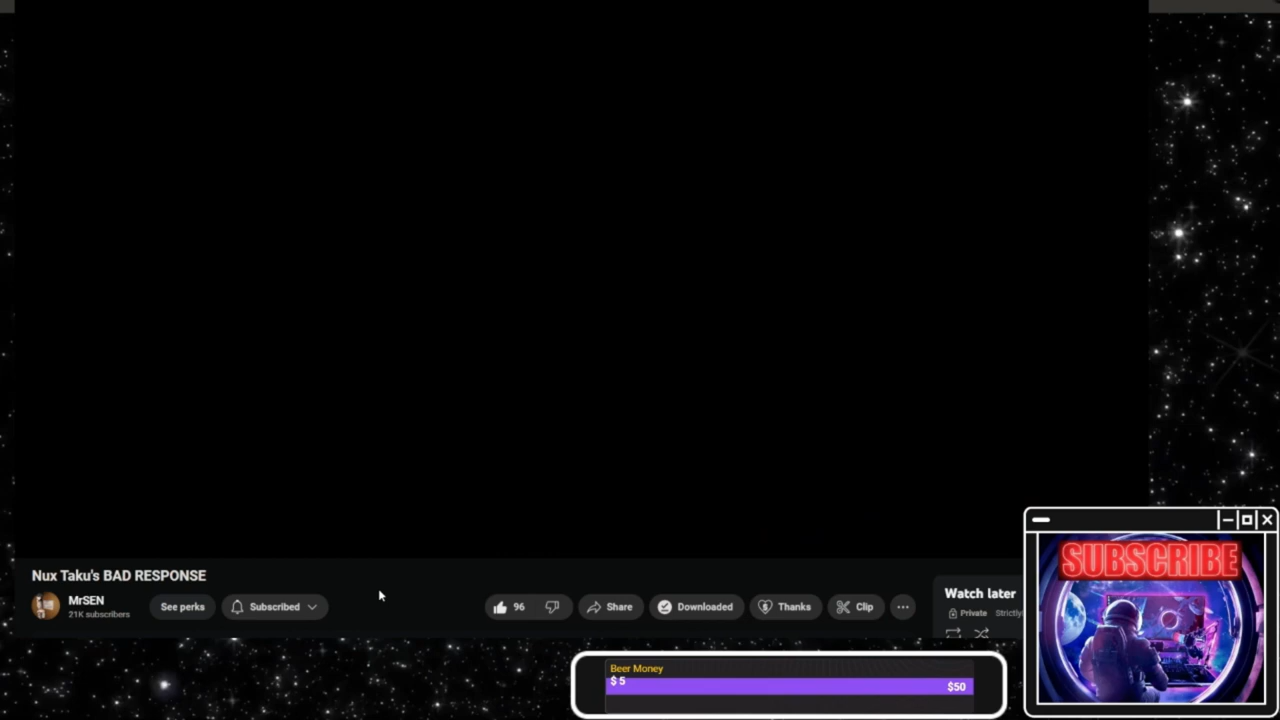 Nux Taku's BAD RESPONSE
MrSEN
21K subscribers
See perks
Subscribed
96
Share
Downloaded
Thanks
Clip
Watch later
Private Strictly
SUBSCRIBE
Beer Money
$ 5
$50